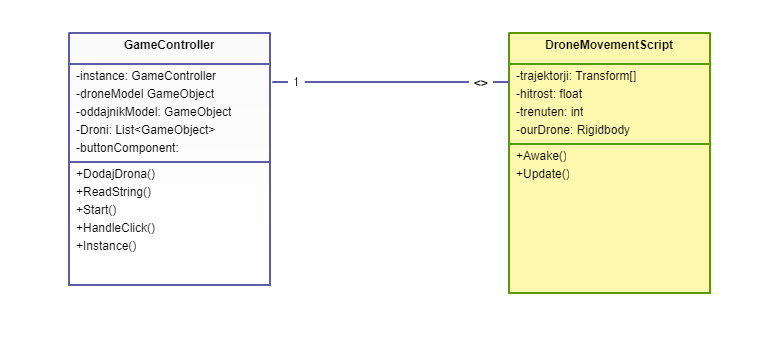 GameController
-instance: GameController
-droneModel GameObject
-oddajnikModel: GameObject
-Droni: List<GameObject>
-buttonComponent:
+DodajDrona()
+ReadString()
+Start()
+HandleClick()
+Instance()
1
<>
DroneMovementScript
-trajektorji: Transform[]
-hitrost: float
-trenuten: int
-ourDrone: Rigidbody
+Awake()
+Update()